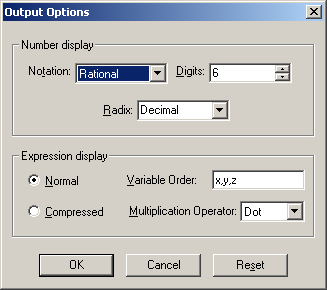 Output Options
Number display
Notation: Rational Digits: 6
Radix: Decimal
Expression display
Normal Variable Order: x,y,z
Compressed Multiplication Operator: Dot
OK Cancel Reset